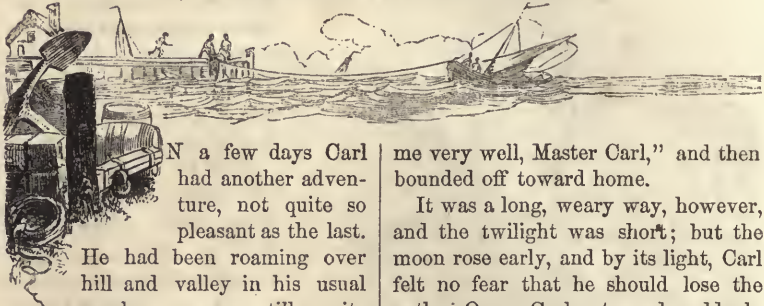 N a few days Carl
had another adven-
ture, not quite so
pleasant as the last.
He had been roaming over
hill and valley in his usual
me very well, Master Carl,” and then
bounded off toward home.
It was a long, weary way, however,
and the twilight was short; but the
moon rose early, and by its light, Carl
felt no fear that he should lose the